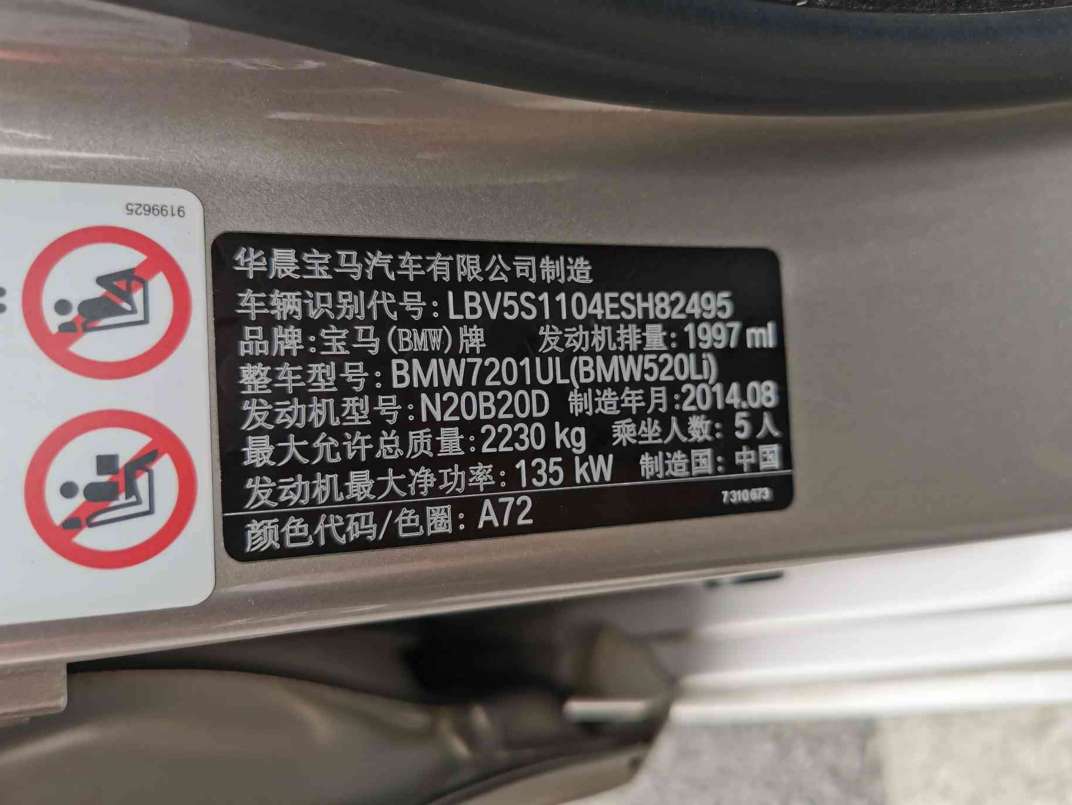 9199625
华晨宝马汽车有限公司制造
车辆识别代号:LBV5S1104ESH82495
品牌:宝马(BMW)牌 发动机排量:1997 ml
整车型号:BMW7201UL(BMW520Li)
发动机型号:N20B20D 制造年月:2014.08
最大允许总质量:2230 kg 乘坐人数:5人
发动机最大净功率:135 kW 制造国:中国
颜色代码/色圈:A72 7310673